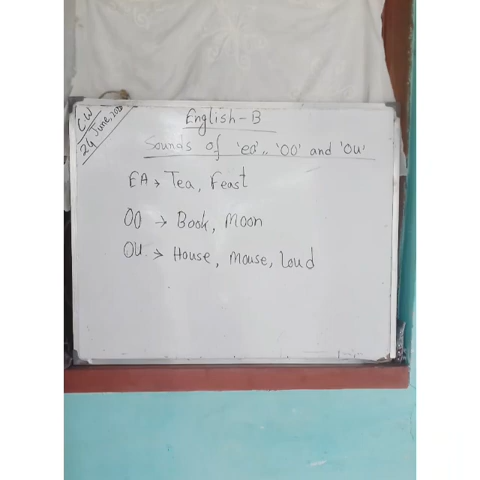 CW
24 June, 20
English-B
Sounds of 'ea', 'OO' and 'OU'
EA → Tea, Feast
OO → Book, Moon
OU → House, Mouse, Loud